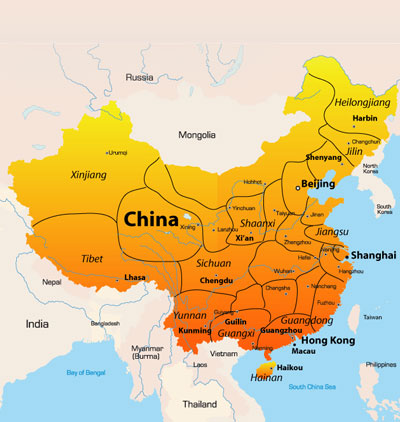 Russia
Heilongjiang
Harbin
Mongolia
Changchun
Jilin
Urumqi
Shenyang
North
Korea
Xinjiang
Hohhot
Beijing
Yinchuan
South
Korea
China
Taiyuan
Jinan
Shaanxi
Xining
Lanzhou
Jiangsu
Xi'an
Zhengzhou
Nanjing
Tibet
Sichuan
Hefei
Shanghai
Lhasa
Chengdu
Wuhan
Hangzhou
Nepal
Changsha
Nanchang
Yunnan
Guiyang
Fuzhou
India
Bangladesh
Guilin
Guangdong
Taiwan
Kunming
Guangxi
Guangzhou
Hong Kong
Nanning
Macau
Myanmar
(Burma)
Vietnam
Laos
Haikou
Philippines
Bay of Bengal
Hainan
South China Sea
Thailand